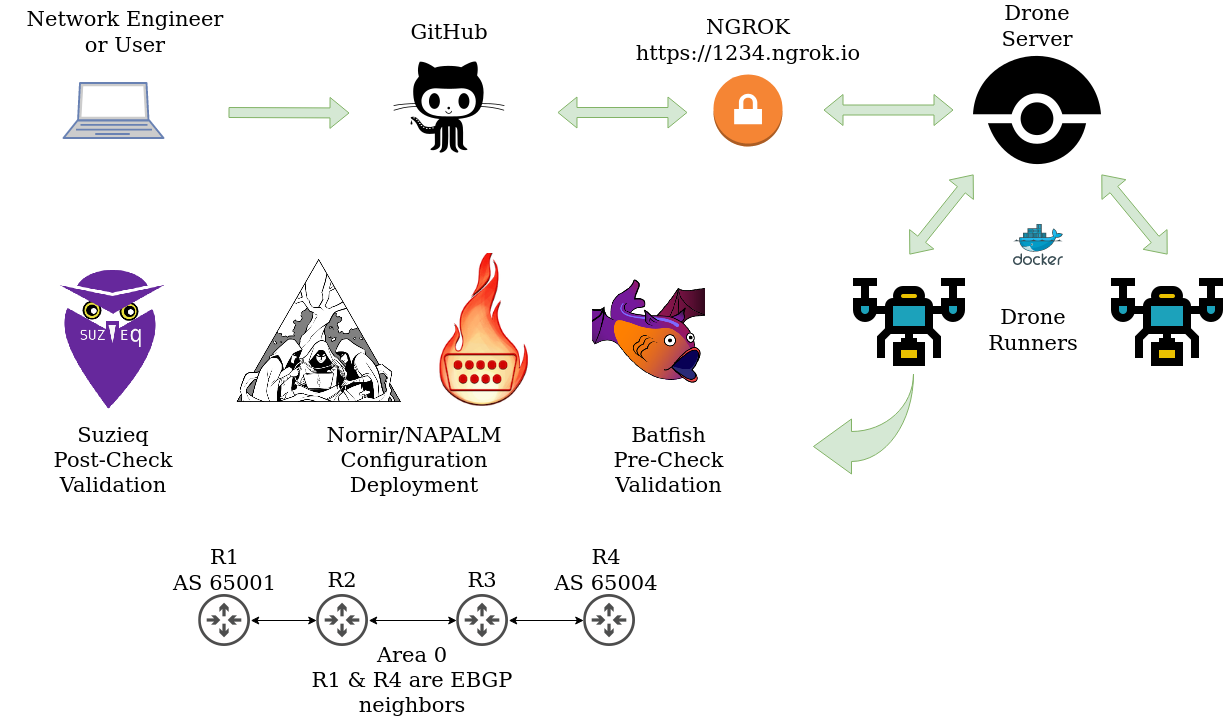 Network Engineer
or User
GitHub
NGROK
https://1234.ngrok.io
Drone
Server
docker
Drone
Runners
SUZIEq
Suzieq
Post-Check
Validation
Nornir/NAPALM
Configuration
Deployment
Batfish
Pre-Check
Validation
R1
AS 65001
R2
R3
R4
AS 65004
Area 0
R1 & R4 are EBGP
neighbors